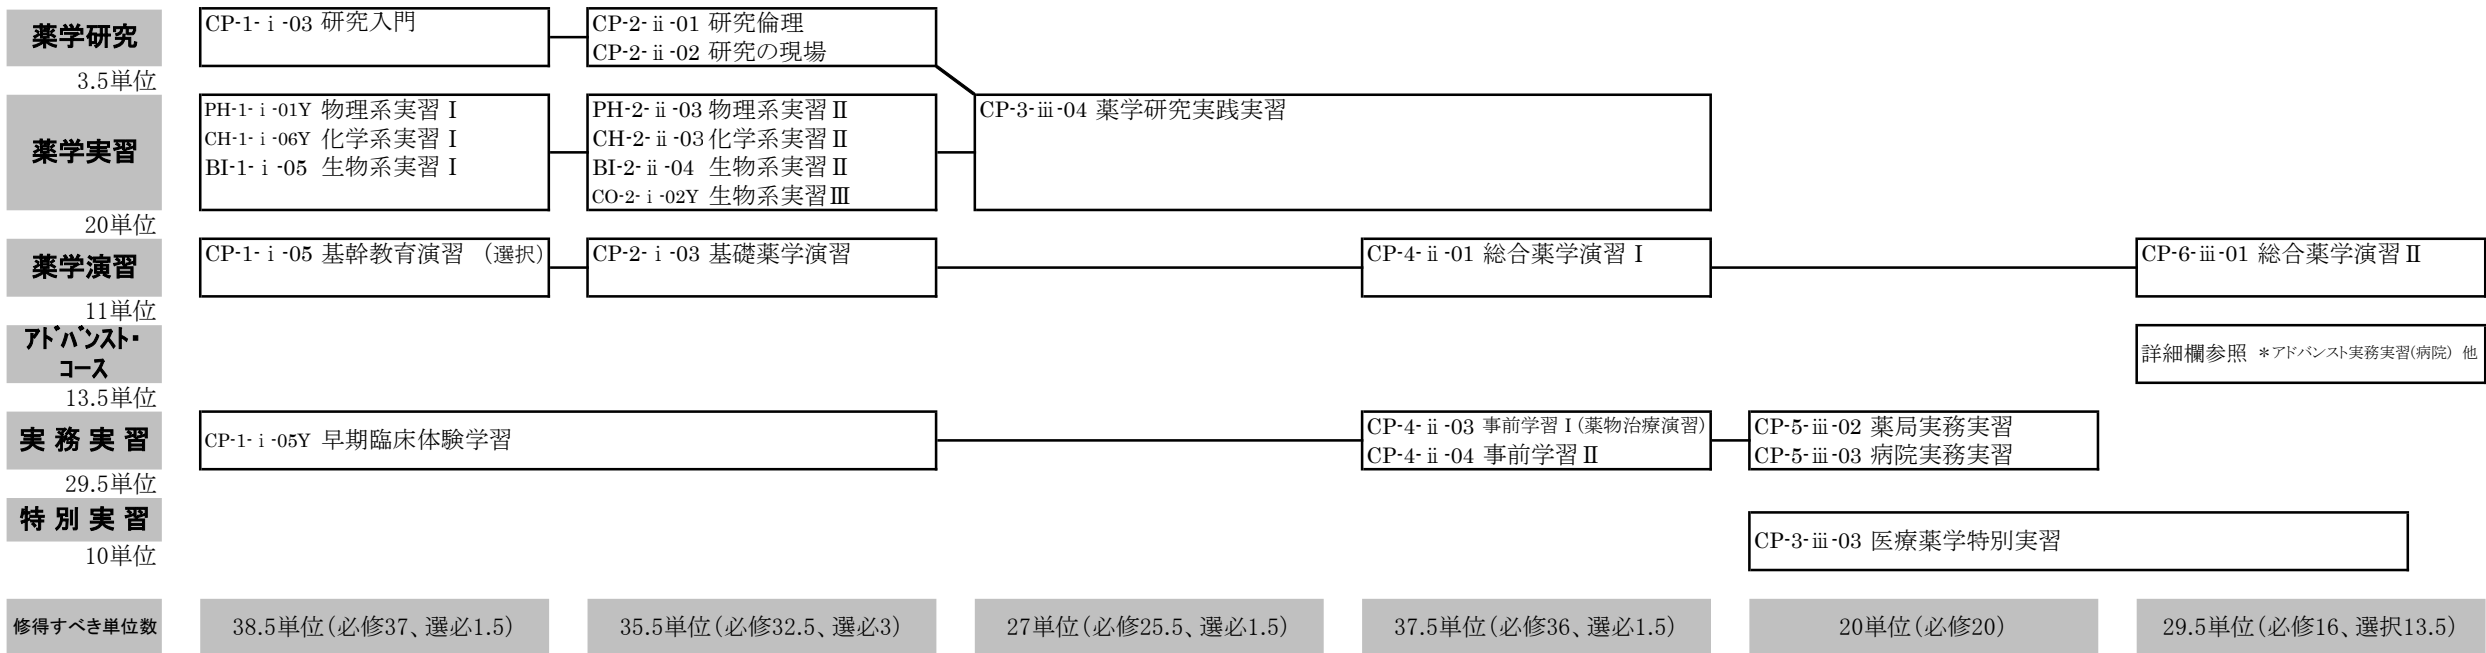 薬学研究
3.5単位
CP-1-ⅰ-03 研究入門
CP-2-ⅱ-01 研究倫理
CP-2-ⅱ-02 研究の現場
薬学実習
20単位
PH-1-ⅰ-01Y 物理系実習Ⅰ
CH-1-ⅰ-06Y 化学系実習Ⅰ
BI-1-ⅰ-05 生物系実習Ⅰ
PH-2-ⅱ-03 物理系実習Ⅱ
CH-2-ⅱ-03 化学系実習Ⅱ
BI-2-ⅱ-04 生物系実習Ⅱ
CO-2-ⅰ-02Y 生物系実習Ⅲ
CP-3-ⅲ-04 薬学研究実践実習
薬学演習
11単位
CP-1-ⅰ-05 基幹教育演習 （選択）
CP-2-ⅰ-03 基礎薬学演習
CP-4-ⅱ-01 総合薬学演習Ⅰ
CP-6-ⅲ-01 総合薬学演習Ⅱ
アドバンスト・
コース
13.5単位
詳細欄参照 ＊アドバンスト実務実習(病院) 他
実務実習
29.5単位
CP-1-ⅰ-05Y 早期臨床体験学習
CP-4-ⅱ-03 事前学習Ⅰ(薬物治療演習)
CP-4-ⅱ-04 事前学習Ⅱ
CP-5-ⅲ-02 薬局実務実習
CP-5-ⅲ-03 病院実務実習
特別実習
10単位
CP-3-ⅲ-03 医療薬学特別実習
修得すべき単位数
38.5単位(必修37、選必1.5)
35.5単位(必修32.5、選必3)
27単位(必修25.5、選必1.5)
37.5単位(必修36、選必1.5)
20単位(必修20)
29.5単位(必修16、選択13.5)